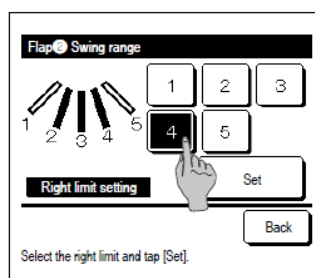 Flap❷ Swing range
1 2 3 4 5
1 2 3
4 5
Right limit setting
Set
Back
Select the right limit and tap [Set].